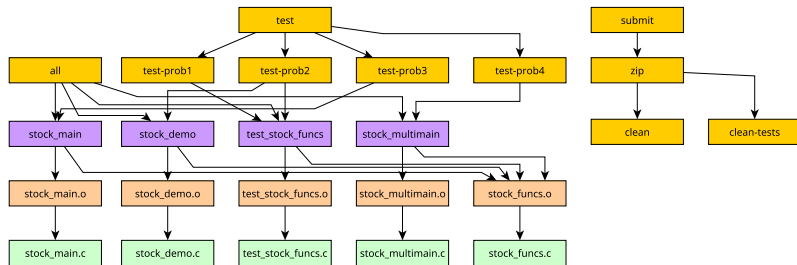 test
submit
all
test-prob1
test-prob2
test-prob3
test-prob4
zip
stock_main
stock_demo
test_stock_funcs
stock_multimain
clean
clean-tests
stock_main.o
stock_demo.o
test_stock_funcs.o
stock_multimain.o
stock_funcs.o
stock_main.c
stock_demo.c
test_stock_funcs.c
stock_multimain.c
stock_funcs.c